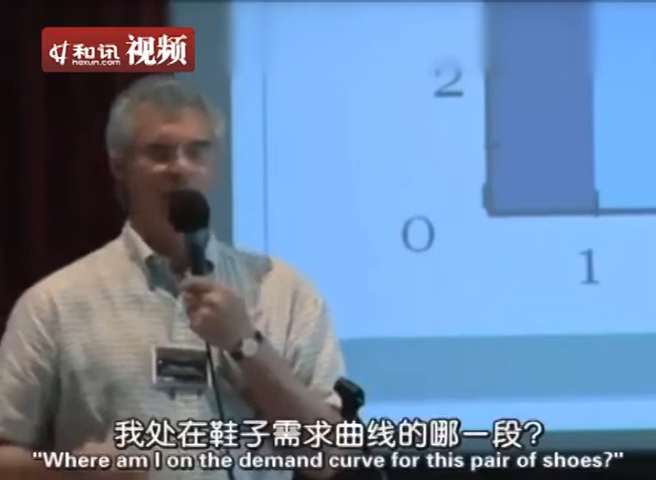 和讯 视频
hexun.com
2
0
1
我处在鞋子需求曲线的哪一段?
"Where am I on the demand curve for this pair of shoes?"